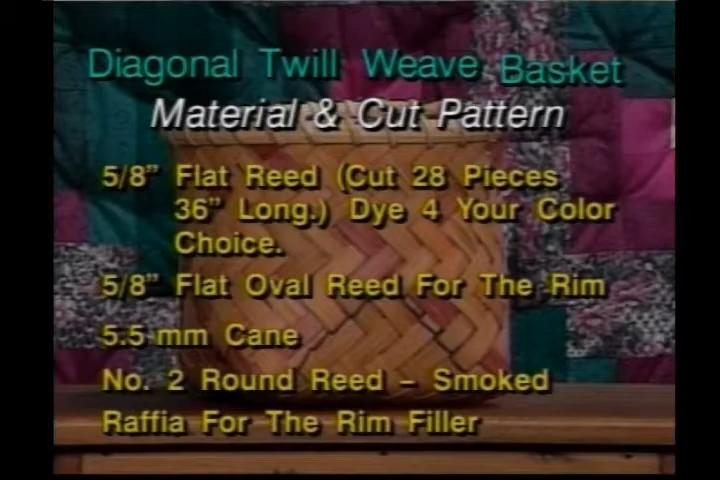 Diagonal Twill Weave Basket
Material & Cut Pattern
5/8” Flat Reed (Cut 28 Pieces
36” Long.) Dye 4 Your Color
Choice.
5/8” Flat Oval Reed For The Rim
5.5 mm Cane
No. 2 Round Reed – Smoked
Raffia For The Rim Filler